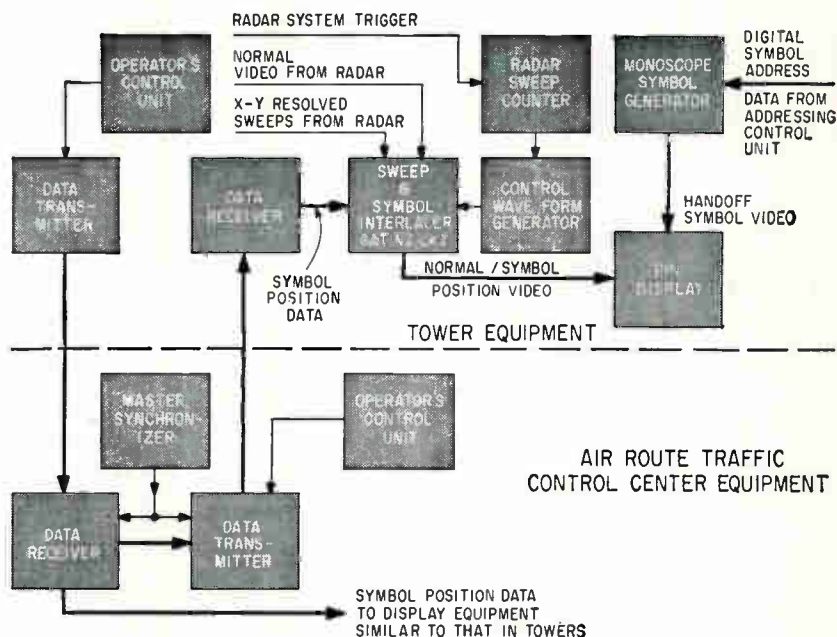 RADAR SYSTEM TRIGGER
NORMAL
VIDEO FROM RADAR
X-Y RESOLVED
SWEEPS FROM RADAR
OPERATOR'S
CONTROL
UNIT
RADAR
SWEEP
COUNTER
MONOSCOPE
SYMBOL
GENERATOR
DIGITAL
SYMBOL
ADDRESS
DATA FROM
ADDRESSING
CONTROL
UNIT
DATA
TRANS-
MITTER
DATA
RECEIVER
SWEEP
&
SYMBOL
INTERLACER
CONTROL
WAVE FORM
GENERATOR
HANDOFF
SYMBOL VIDEO
SYMBOL
POSITION
DATA
NORMAL / SYMBOL
POSITION VIDEO
DISPLAY
TOWER EQUIPMENT
MASTER
SYNCHRON-
IZER
OPERATOR'S
CONTROL
UNIT
AIR ROUTE TRAFFIC
CONTROL CENTER EQUIPMENT
DATA
RECEIVER
DATA
TRANS-
MITTER
SYMBOL POSITION DATA
TO DISPLAY EQUIPMENT
SIMILAR TO THAT IN TOWERS